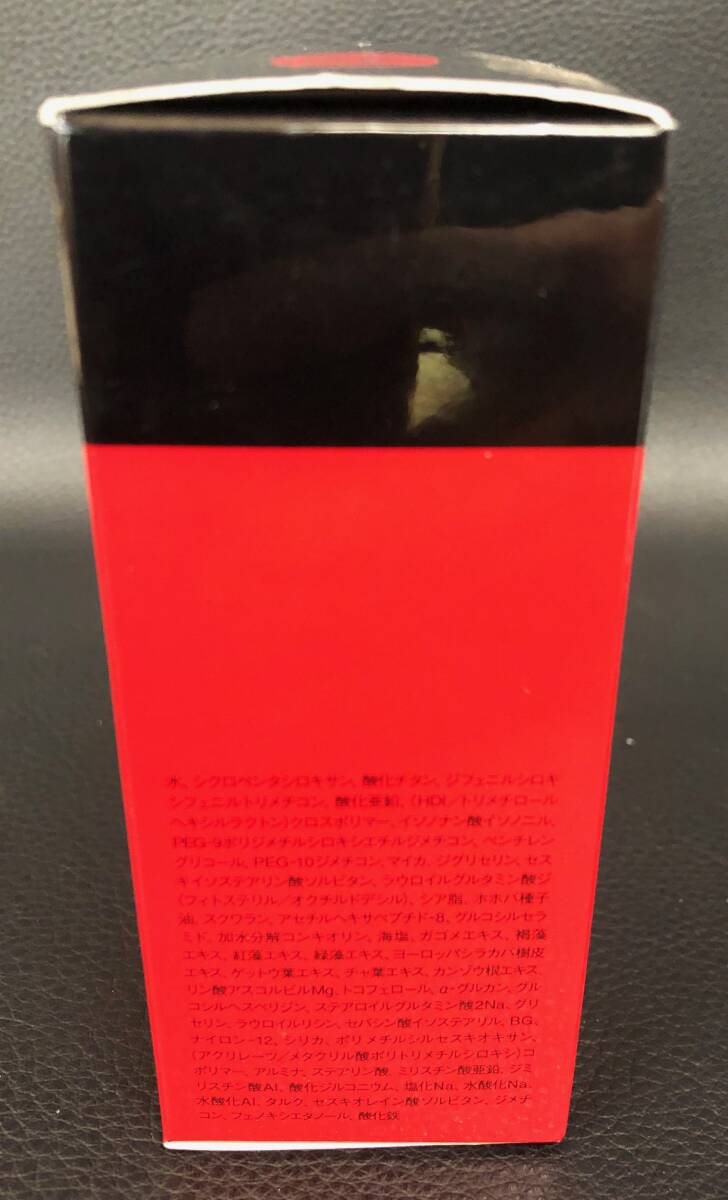 水、シクロペンタシロキサン、酸化チタン、ジフェニルシロキ
シフェニルトリメチコン、酸化亜鉛、(HDI/トリメチロール
ヘキシルラクトン)クロスポリマー、イソノナン酸イソノニル、
PEG-9ポリジメチルシロキシエチルジメチコン、ペンチレン
グリコール、PEG-10ジメチコン、マイカ、ジグリセリン、セス
キイソステアリン酸ソルビタン、ラウロイルグルタミン酸ジ
(フィトステリル/オクチルドデシル)、シア脂、ホホバ種子
油、スクワラン、アセチルヘキサペプチド-8、グルコシルセラ
ミド、加水分解コンキオリン、海塩、ガゴメエキス、褐藻
エキス、紅藻エキス、緑藻エキス、ヨーロッパシラカバ樹皮
エキス、ゲットウ葉エキス、チャ葉エキス、カンゾウ根エキス、
リン酸アスコルビルMg、トコフェロール、α-グルカン、グル
コシルヘスペリジン、ステアロイルグルタミン酸2Na、グリ
セリン、ラウロイルリシン、セバシン酸イソステアリル、BG、
ナイロン-12、シリカ、ポリメチルシルセスキオキサン、
(アクリレーツ/メタクリル酸ポリトリメチルシロキシ)コ
ポリマー、アルミナ、ステアリン酸、ミリスチン酸亜鉛、ジミ
リスチン酸Al、酸化ジルコニウム、塩化Na、水酸化Na、
水酸化Al、タルク、セスキオレイン酸ソルビタン、ジメチ
コン、フェノキシエタノール、酸化鉄